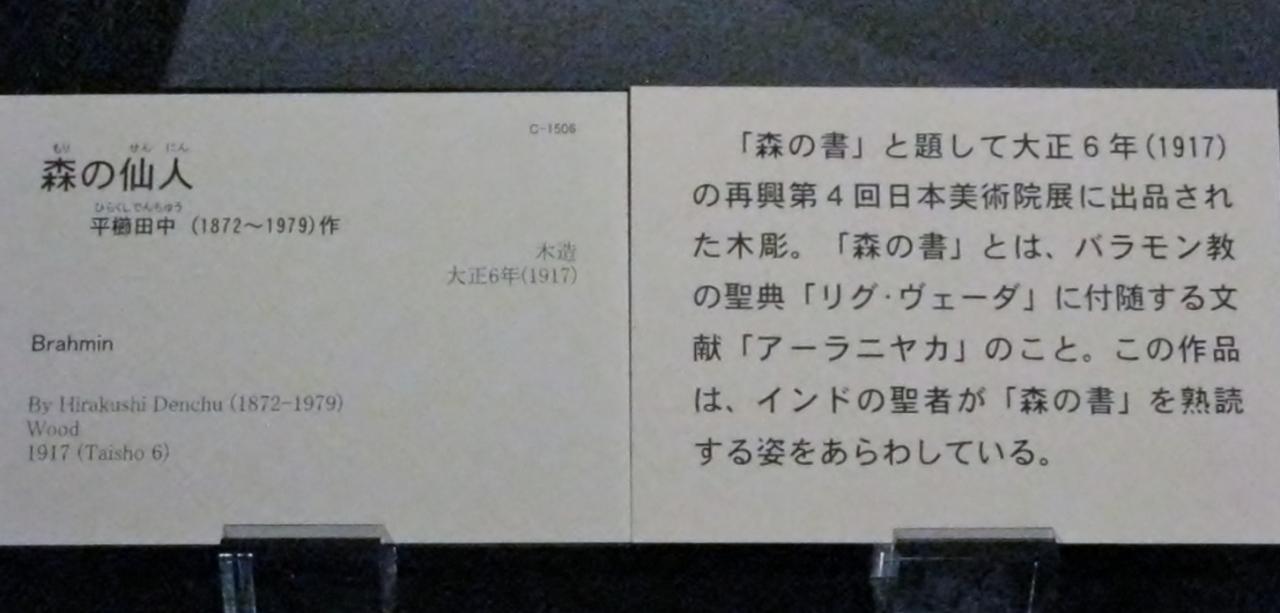 C-1506
もり せん にん
森の仙人
ひらくしでんちゅう
平櫛田中 (1872〜1979)作
木造
大正6年(1917)
Brahmin
By Hirakushi Denchu (1872-1979)
Wood
1917 (Taisho 6)
「森の書」と題して大正6年(1917)
の再興第4回日本美術院展に出品され
た木彫。「森の書」とは、バラモン教
の聖典「リグ・ヴェーダ」に付随する文
献「アーラニヤカ」のこと。この作品
は、インドの聖者が「森の書」を熟読
する姿をあらわしている。